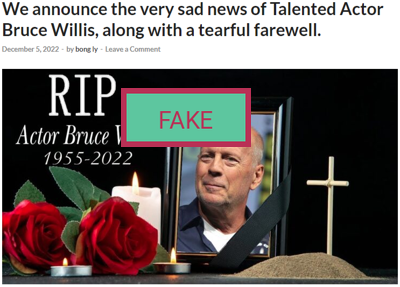 We announce the very sad news of Talented Actor
Bruce Willis, along with a tearful farewell.
December 5, 2022 - by bong ly - Leave a Comment
RIP
FAKE
Actor Bruce
1955-2022